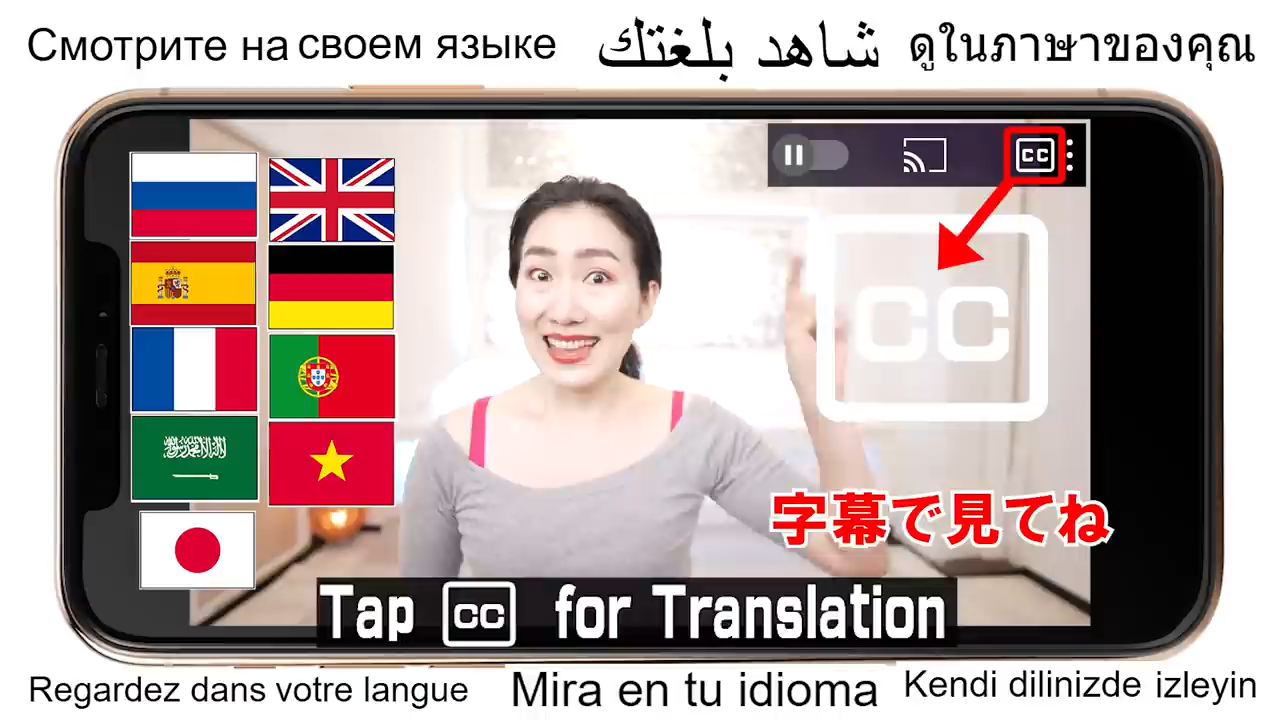 Смотрите на своем языке
شاهد بلغتك
ดูในภาษาของคุณ
CC
CC
字幕で見てね
Tap CC for Translation
Regardez dans votre langue
Mira en tu idioma
Kendi dilinizde izleyin